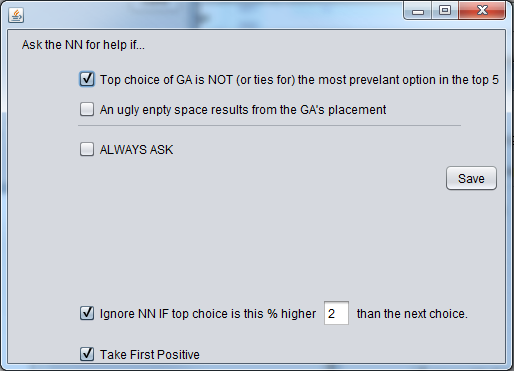 Ask the NN for help if...
Top choice of GA is NOT (or ties for) the most prevelant option in the top 5
An ugly empty space results from the GA's placement
ALWAYS ASK
Save
Ignore NN IF top choice is this % higher 2 than the next choice.
Take First Positive